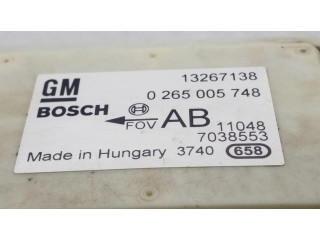 GM 13267138
BOSCH 0 265 005 748
FOV AB 11048
7038553
Made in Hungary 3740 658